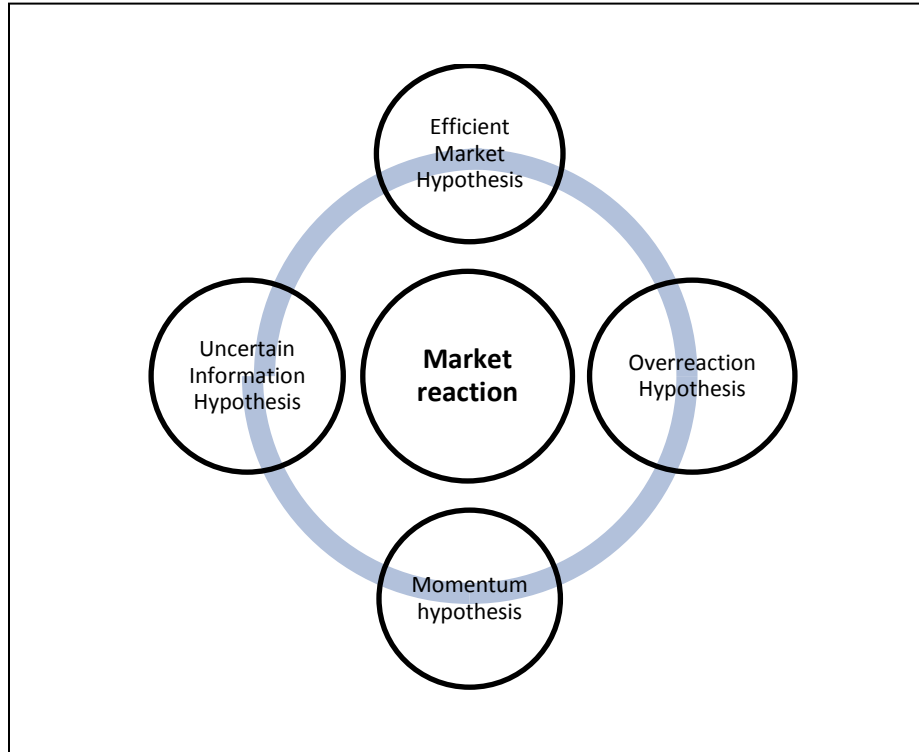 Efficient
Market
Hypothesis
Uncertain
Information
Hypothesis
Market
reaction
Overreaction
Hypothesis
Momentum
hypothesis